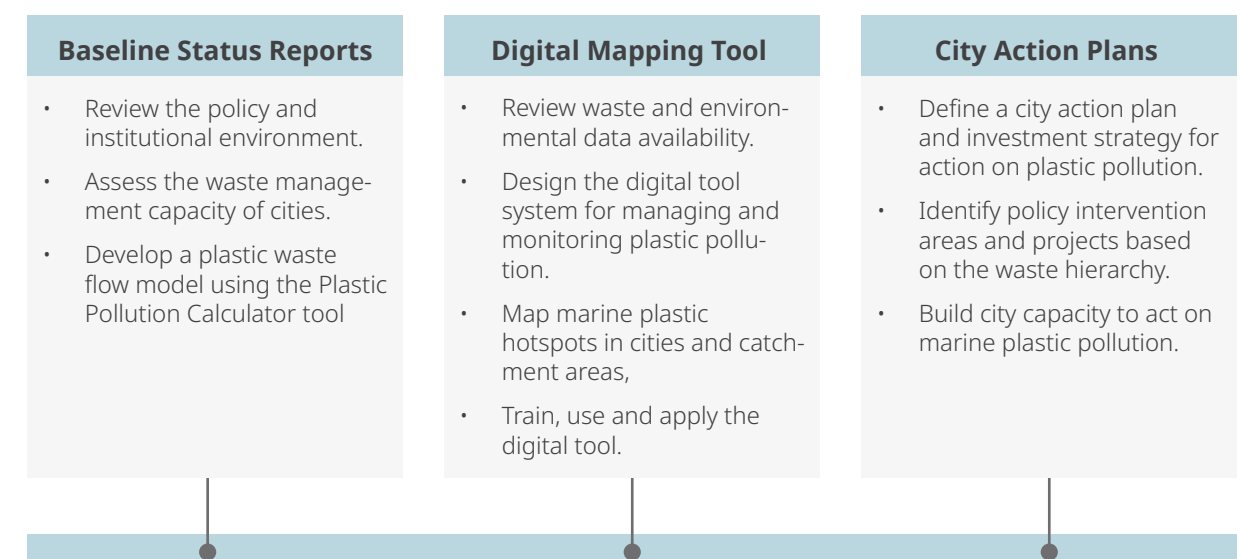 Baseline Status Reports
• Review the policy and
institutional environment.
• Assess the waste manage-
ment capacity of cities.
• Develop a plastic waste
flow model using the Plastic
Pollution Calculator tool
Digital Mapping Tool
• Review waste and environ-
mental data availability.
• Design the digital tool
system for managing and
monitoring plastic pollu-
tion.
• Map marine plastic
hotspots in cities and catch-
ment areas,
• Train, use and apply the
digital tool.
City Action Plans
• Define a city action plan
and investment strategy for
action on plastic pollution.
• Identify policy intervention
areas and projects based
on the waste hierarchy.
• Build city capacity to act on
marine plastic pollution.